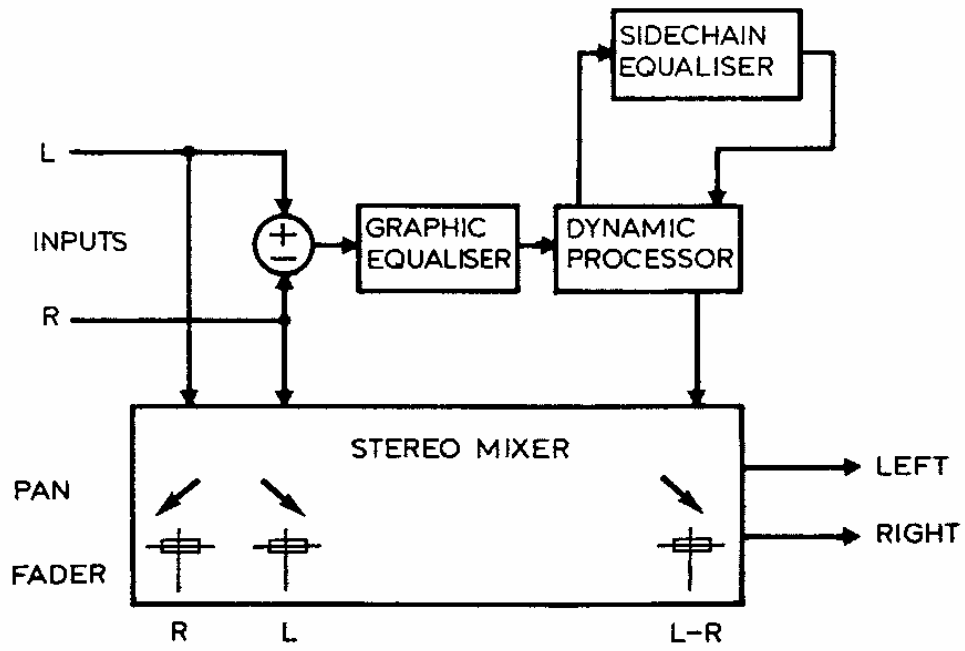 SIDECHAIN
EQUALISER
L
INPUTS
R
+
−
GRAPHIC
EQUALISER
DYNAMIC
PROCESSOR
STEREO MIXER
PAN
FADER
LEFT
RIGHT
R
L
L-R